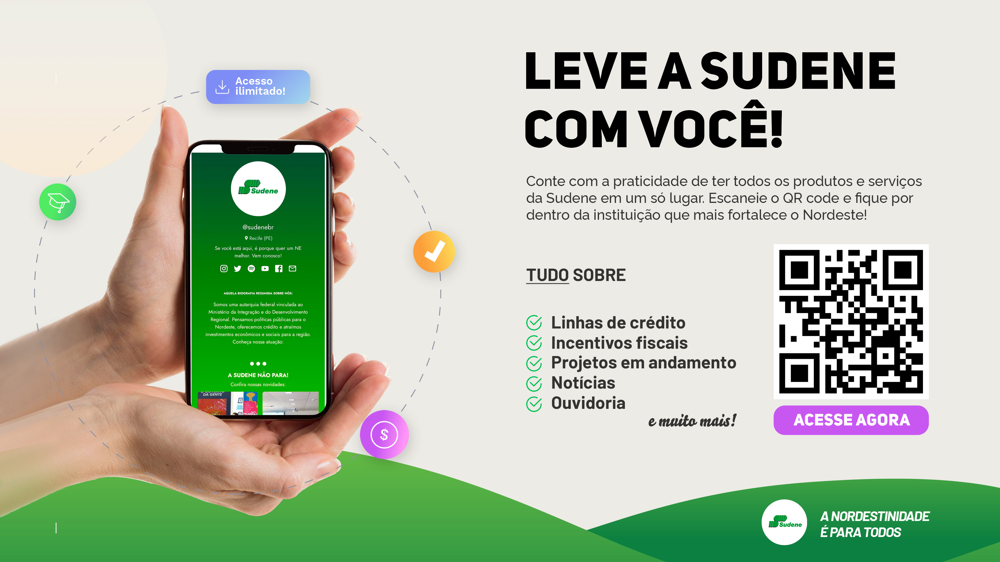 Acesso
ilimitado!
Sudene
@sudenebr
Recife (PE)
Se você está aqui, é porque quer um NE
melhor. Vem conosco!
AQUELA BIOGRAFIA RESUMIDA SOBRE NÓS:
Somos uma autarquia federal vinculada ao
Ministério da Integração e do Desenvolvimento
Regional. Pensamos políticas públicas para o
Nordeste, oferecemos crédito e atraímos
investimentos econômicos e sociais para a região.
Conheça nossa atuação:
A SUDENE NÃO PARA!
Confira nossas novidades:
DA GENTE
MICARETA
$
LEVE A SUDENE
COM VOCÊ!
Conte com a praticidade de ter todos os produtos e serviços
da Sudene em um só lugar. Escaneie o QR code e fique por
dentro da instituição que mais fortalece o Nordeste!
TUDO SOBRE
Linhas de crédito
Incentivos fiscais
Projetos em andamento
Notícias
Ouvidoria
e muito mais!
ACESSE AGORA
Sudene
A NORDESTINIDADE
É PARA TODOS